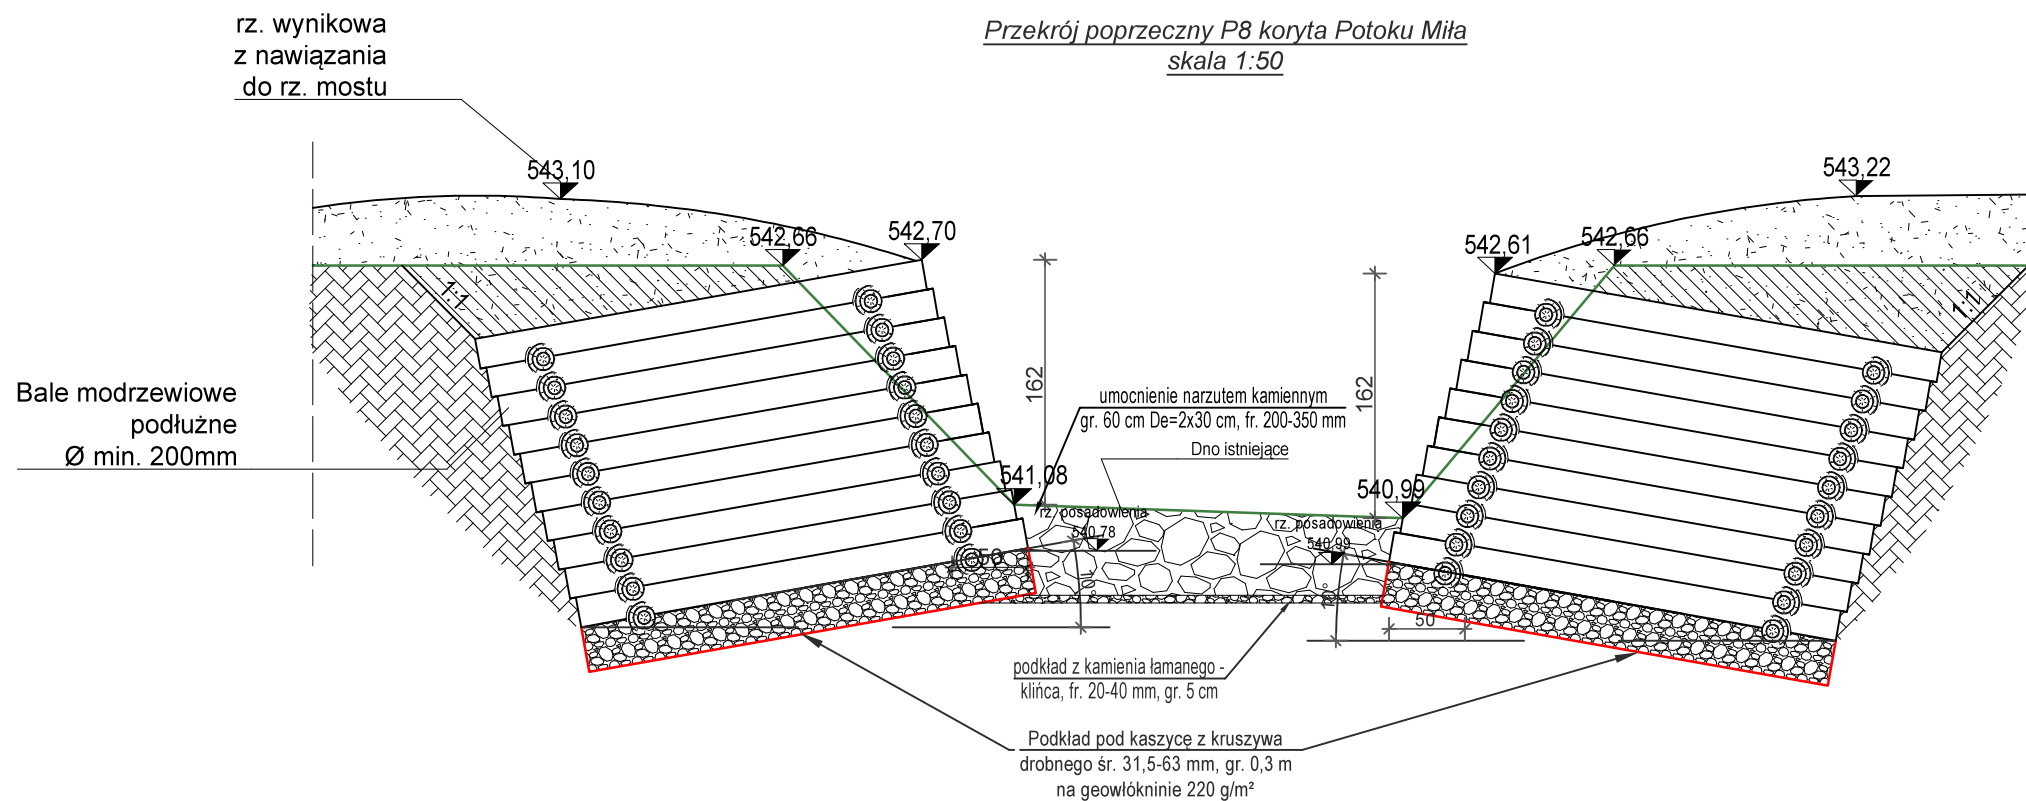 Przekrój poprzeczny P8 koryta Potoku Miła
skala 1:50
rz. wynikowa
z nawiązania
do rz. mostu
543,10
542,66
542,70
542,61
542,66
543,22
1:1
1:1
162
162
Bale modrzewiowe
podłużne
Ø min. 200mm
umocnienie narzutem kamiennym
gr. 60 cm De=2x30 cm, fr. 200-350 mm
Dno istniejące
541,08
540,99
rz. posadowienia
540,78
rz. posadowienia
540,99
50
10°
10°
50
podkład z kamienia łamanego -
klińca, fr. 20-40 mm, gr. 5 cm
Podkład pod kaszycę z kruszywa
drobnego śr. 31,5-63 mm, gr. 0,3 m
na geowłókninie 220 g/m²